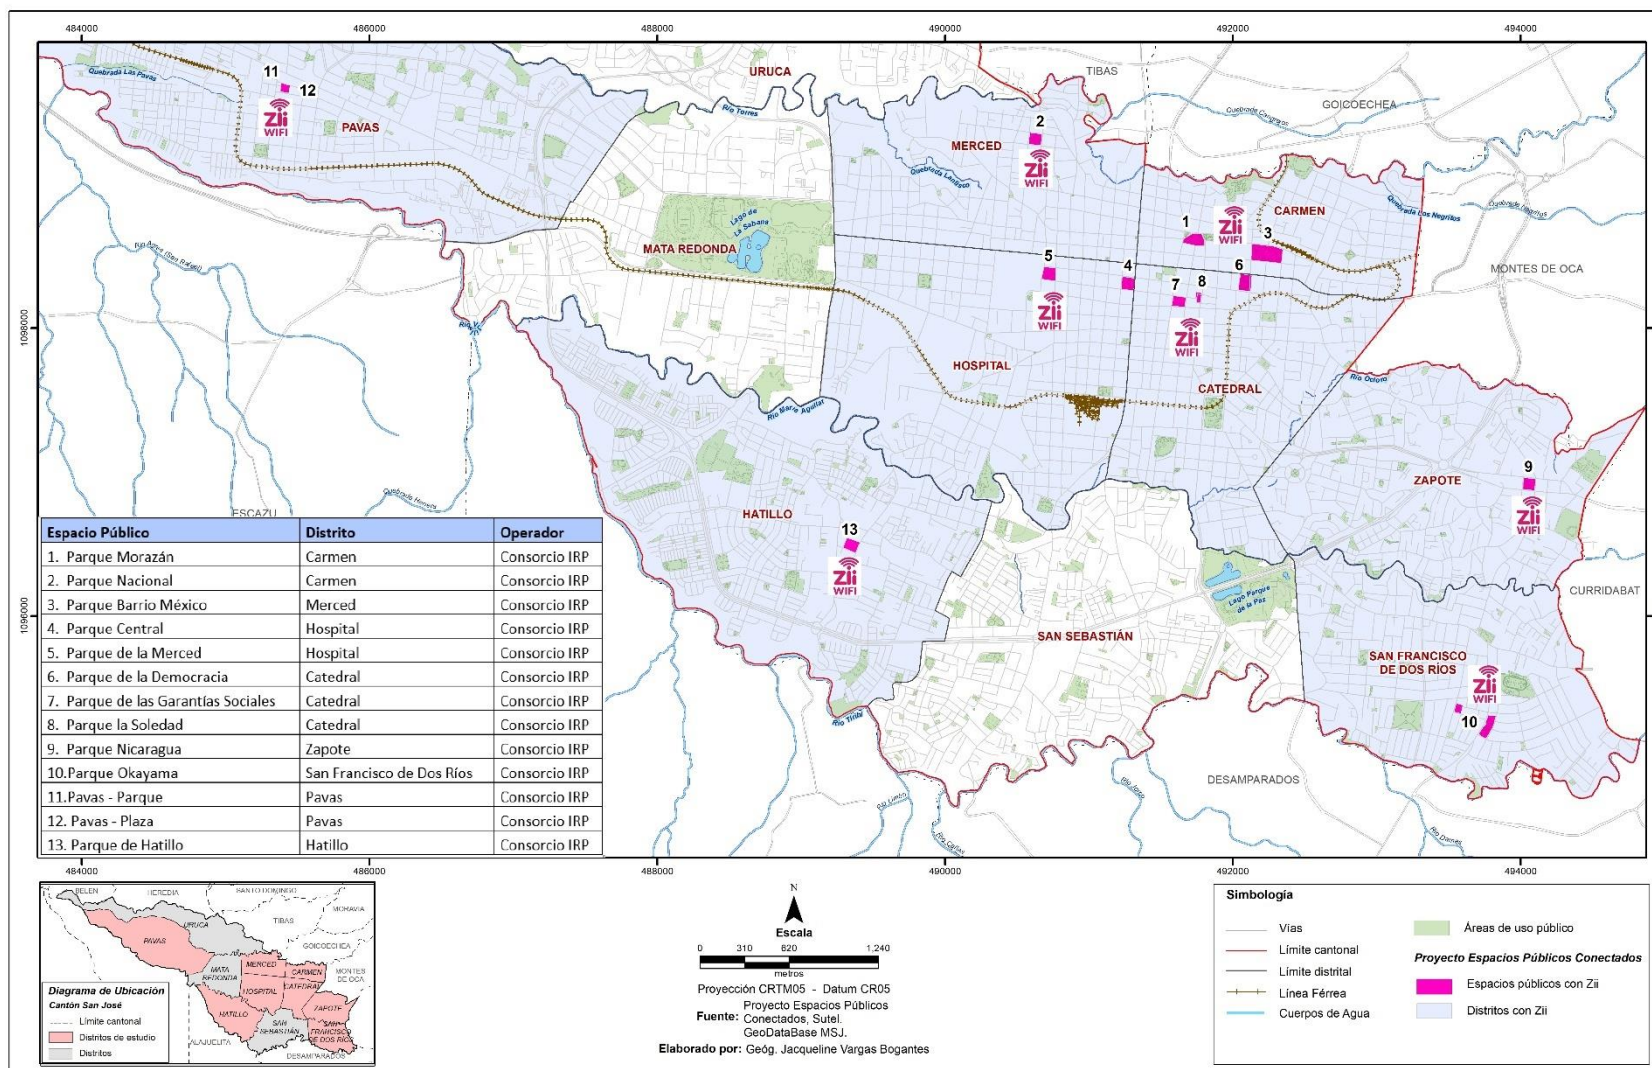 484000 486000 488000 490000 492000 494000
Quebrada Las Pavas
11
12
Zii
WIFI
PAVAS
URUCA
Río Torres
TIBAS
GOICOECHEA
2
MERCED
Zii
WIFI
CARMEN
Quebrada Los Negritos
1
Zii
WIFI
3
MONTES DE OCA
Lago de
La Sabana
MATA REDONDA
5
4
6
7
8
Zii
WIFI
Zii
WIFI
1098000
HOSPITAL
CATEDRAL
Río Ocloro
Río María Aguilar
ZAPOTE
9
Zii
WIFI
HATILLO
13
Zii
WIFI
ESCAZU
CURRIDABAT
Lago Parque
de la Paz
SAN SEBASTIÁN
SAN FRANCISCO
DE DOS RÍOS
Zii
WIFI
10
DESAMPARADOS
Río Tiribí
1090000
Espacio Público Distrito Operador
1. Parque Morazán Carmen Consorcio IRP
2. Parque Nacional Carmen Consorcio IRP
3. Parque Barrio México Merced Consorcio IRP
4. Parque Central Hospital Consorcio IRP
5. Parque de la Merced Hospital Consorcio IRP
6. Parque de la Democracia Catedral Consorcio IRP
7. Parque de las Garantías Sociales Catedral Consorcio IRP
8. Parque la Soledad Catedral Consorcio IRP
9. Parque Nicaragua Zapote Consorcio IRP
10.Parque Okayama San Francisco de Dos Ríos Consorcio IRP
11.Pavas - Parque Pavas Consorcio IRP
12. Pavas - Plaza Pavas Consorcio IRP
13. Parque de Hatillo Hatillo Consorcio IRP
484000 486000 488000 490000 492000 494000
BELEN
HEREDIA
SANTO DOMINGO
MORAVIA
TIBAS
URUCA
PAVAS
GOICOECHEA
MATA
REDONDA
MERCED
CARMEN
MONTES
DE OCA
HOSPITAL
CATEDRAL
HATILLO
ZAPOTE
SAN
SEBASTIÁN
SAN
FRANCISCO
DE DOS RÍOS
ALAJUELITA
DESAMPARADOS
Diagrama de Ubicación
Cantón San José
Límite cantonal
Distritos de estudio
Distritos
N
Escala
0 310 620 1,240
metros
Proyección CRTM05 - Datum CR05
Fuente: Proyecto Espacios Públicos
Conectados, Sutel.
GeoDataBase MSJ.
Elaborado por: Geóg. Jacqueline Vargas Bogantes
Simbología
Vías
Límite cantonal
Límite distrital
Línea Férrea
Cuerpos de Agua
Áreas de uso público
Proyecto Espacios Públicos Conectados
Espacios públicos con Zii
Distritos con Zii